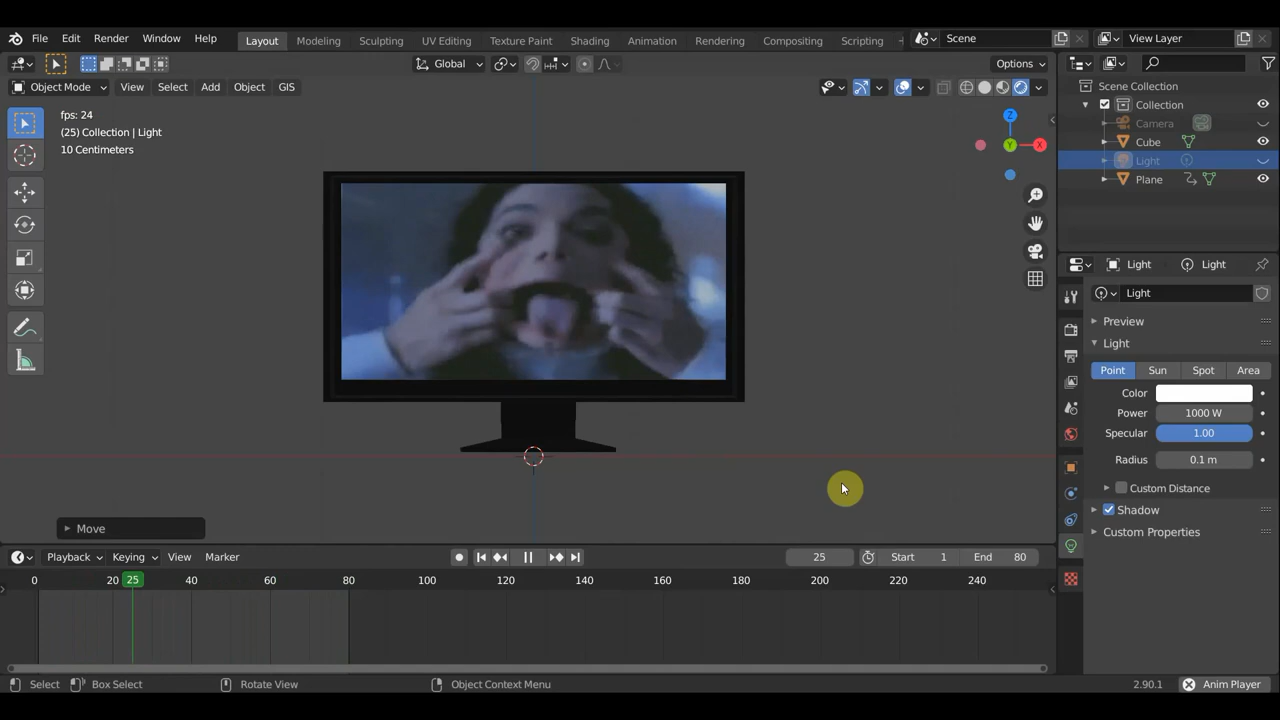 File Edit Render Window Help
Layout Modeling Sculpting UV Editing Texture Paint Shading Animation Rendering Compositing Scripting +
Scene
View Layer
Global
Options
Object Mode View Select Add Object GIS
fps: 24
(25) Collection | Light
10 Centimeters
Z
Y
X
Scene Collection
Collection
Camera
Cube
Light
Plane
Light Light
Light
Preview
Light
Point Sun Spot Area
Color
Power 1000 W
Specular 1.00
Radius 0.1 m
Custom Distance
Shadow
Custom Properties
Move
Playback Keying View Marker
25
Start 1
End 80
0 20 25 40 60 80 100 120 140 160 180 200 220 240
Select Box Select Rotate View Object Context Menu
2.90.1 Anim Player